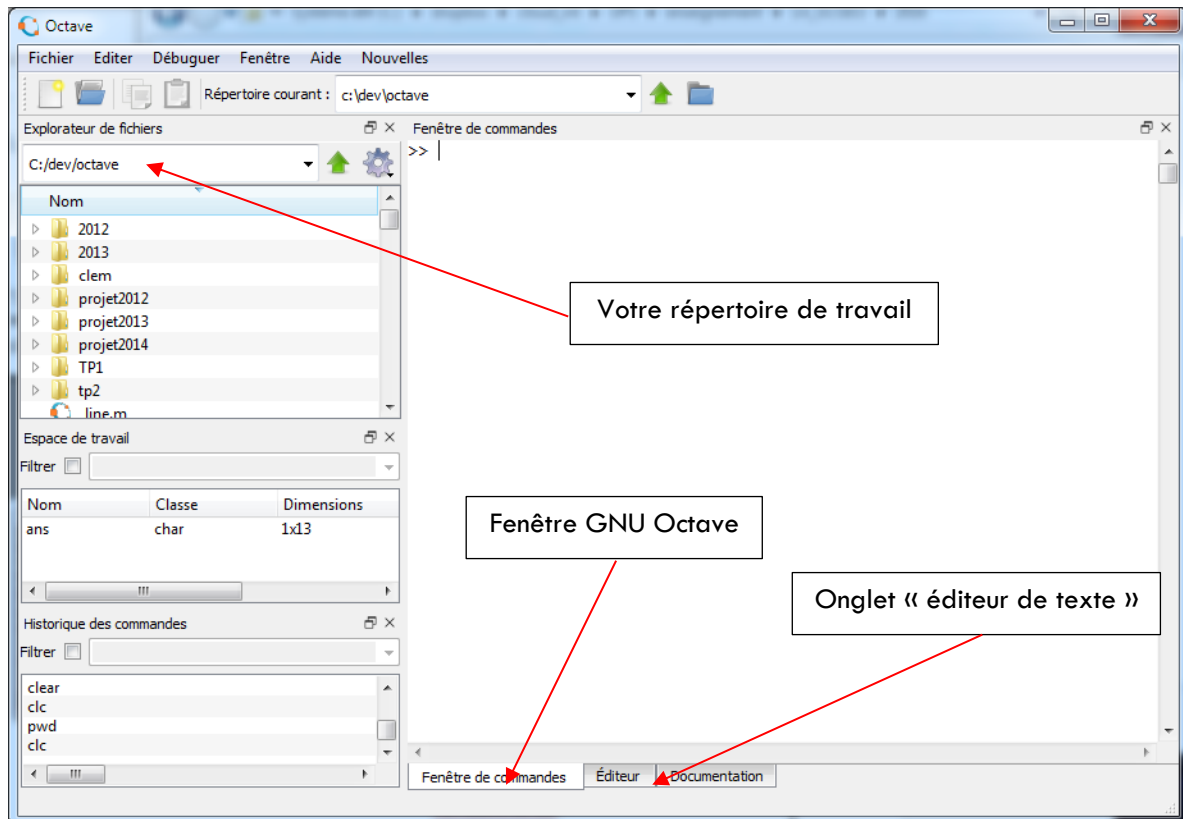 Octave
Fichier Editer Débuguer Fenêtre Aide Nouvelles
Répertoire courant : c:\dev\octave
Explorateur de fichiers
C:/dev/octave
Nom
2012
2013
clem
projet2012
projet2013
projet2014
TP1
tp2
line.m
Espace de travail
Filtrer
Nom Classe Dimensions
ans char 1x13
Historique des commandes
Filtrer
clear
clc
pwd
clc
Fenêtre de commandes
>>
Votre répertoire de travail
Fenêtre GNU Octave
Onglet « éditeur de texte »
Fenêtre de commandes Éditeur Documentation